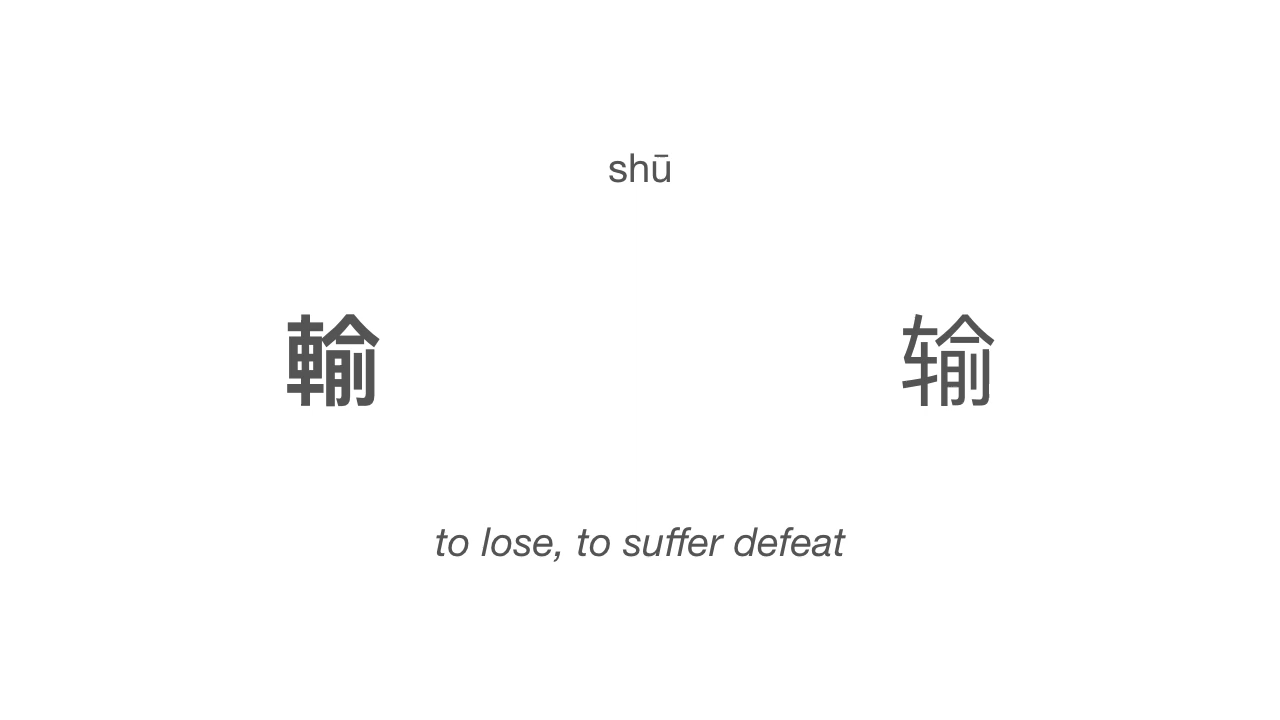 shū
輸 输
to lose, to suffer defeat